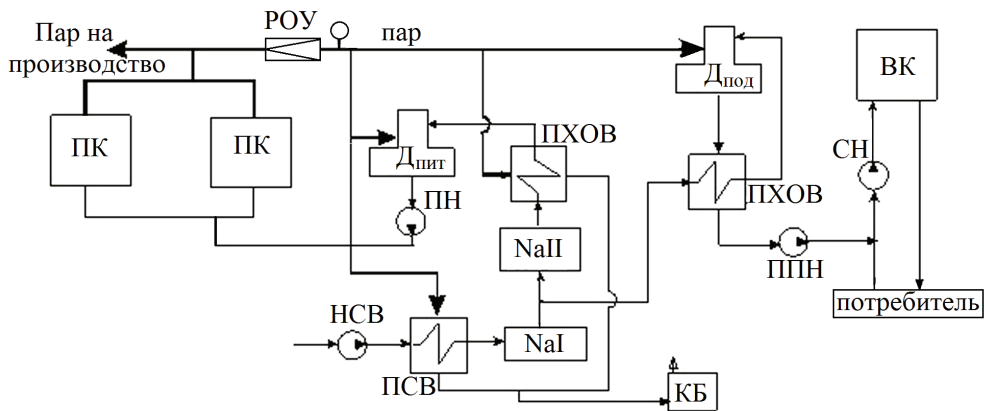 РОУ
Пар на
производство
пар
Дпод
ВК
ПК
ПК
ПХОВ
СН
Дпит
ПН
ПХОВ
NaII
ППН
потребитель
НСВ
NaI
ПСВ
КБ